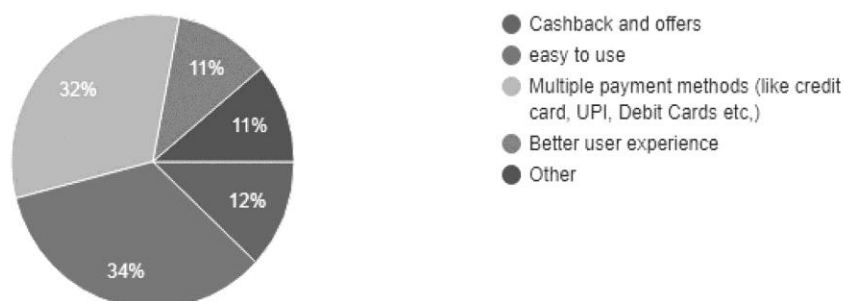 32%
11%
11%
12%
34%
Cashback and offers
easy to use
Multiple payment methods (like credit
card, UPI, Debit Cards etc,)
Better user experience
Other